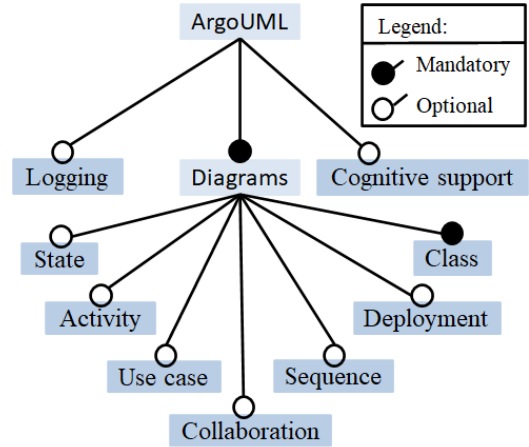 ArgoUML
Legend:
Mandatory
Optional
Logging
Diagrams
Cognitive support
State
Class
Activity
Deployment
Use case
Sequence
Collaboration